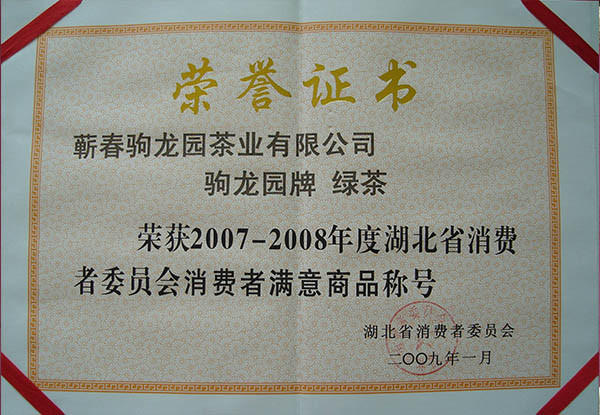 荣誉证书
蕲春驹龙园茶业有限公司
驹龙园牌 绿茶
荣获2007-2008年度湖北省消费
者委员会消费者满意商品称号
湖北省消费者委员会
二〇〇九年一月